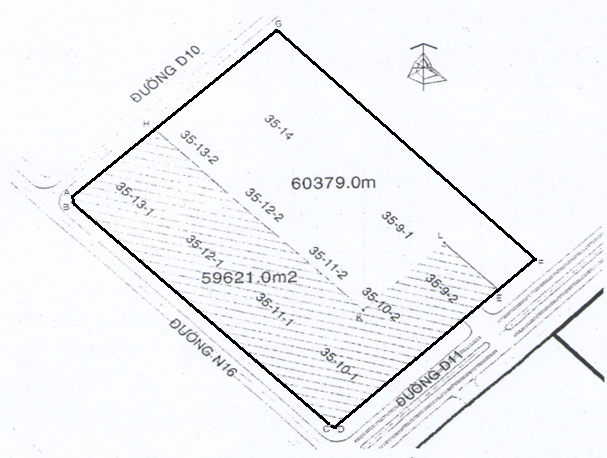 G
ĐƯỜNG D10
H
35-14
35-13-2
60379.0m
A
B
35-13-1
35-12-2
35-9-1
35-12-1
35-11-2
F
59621.0m2
35-9-2
35-10-2
E
K
35-11-1
ĐƯỜNG N16
35-10-1
ĐƯỜNG D11
C D